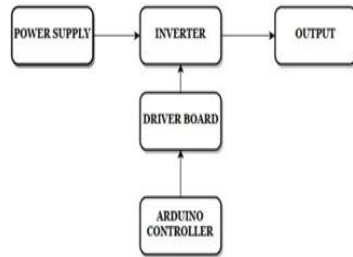 POWER SUPPLY
INVERTER
OUTPUT
DRIVER BOARD
ARDUINO
CONTROLLER